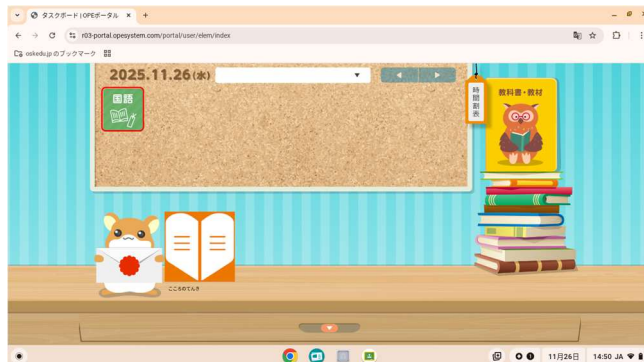 タスクボード | OPEポータル
r03-portal.opesystem.com/portal/user/elem/index
oskedu.jp のブックマーク
2025.11.26(水)
国語
時間割表
教科書・教材
こころのてんき
11月26日
14:50 JA